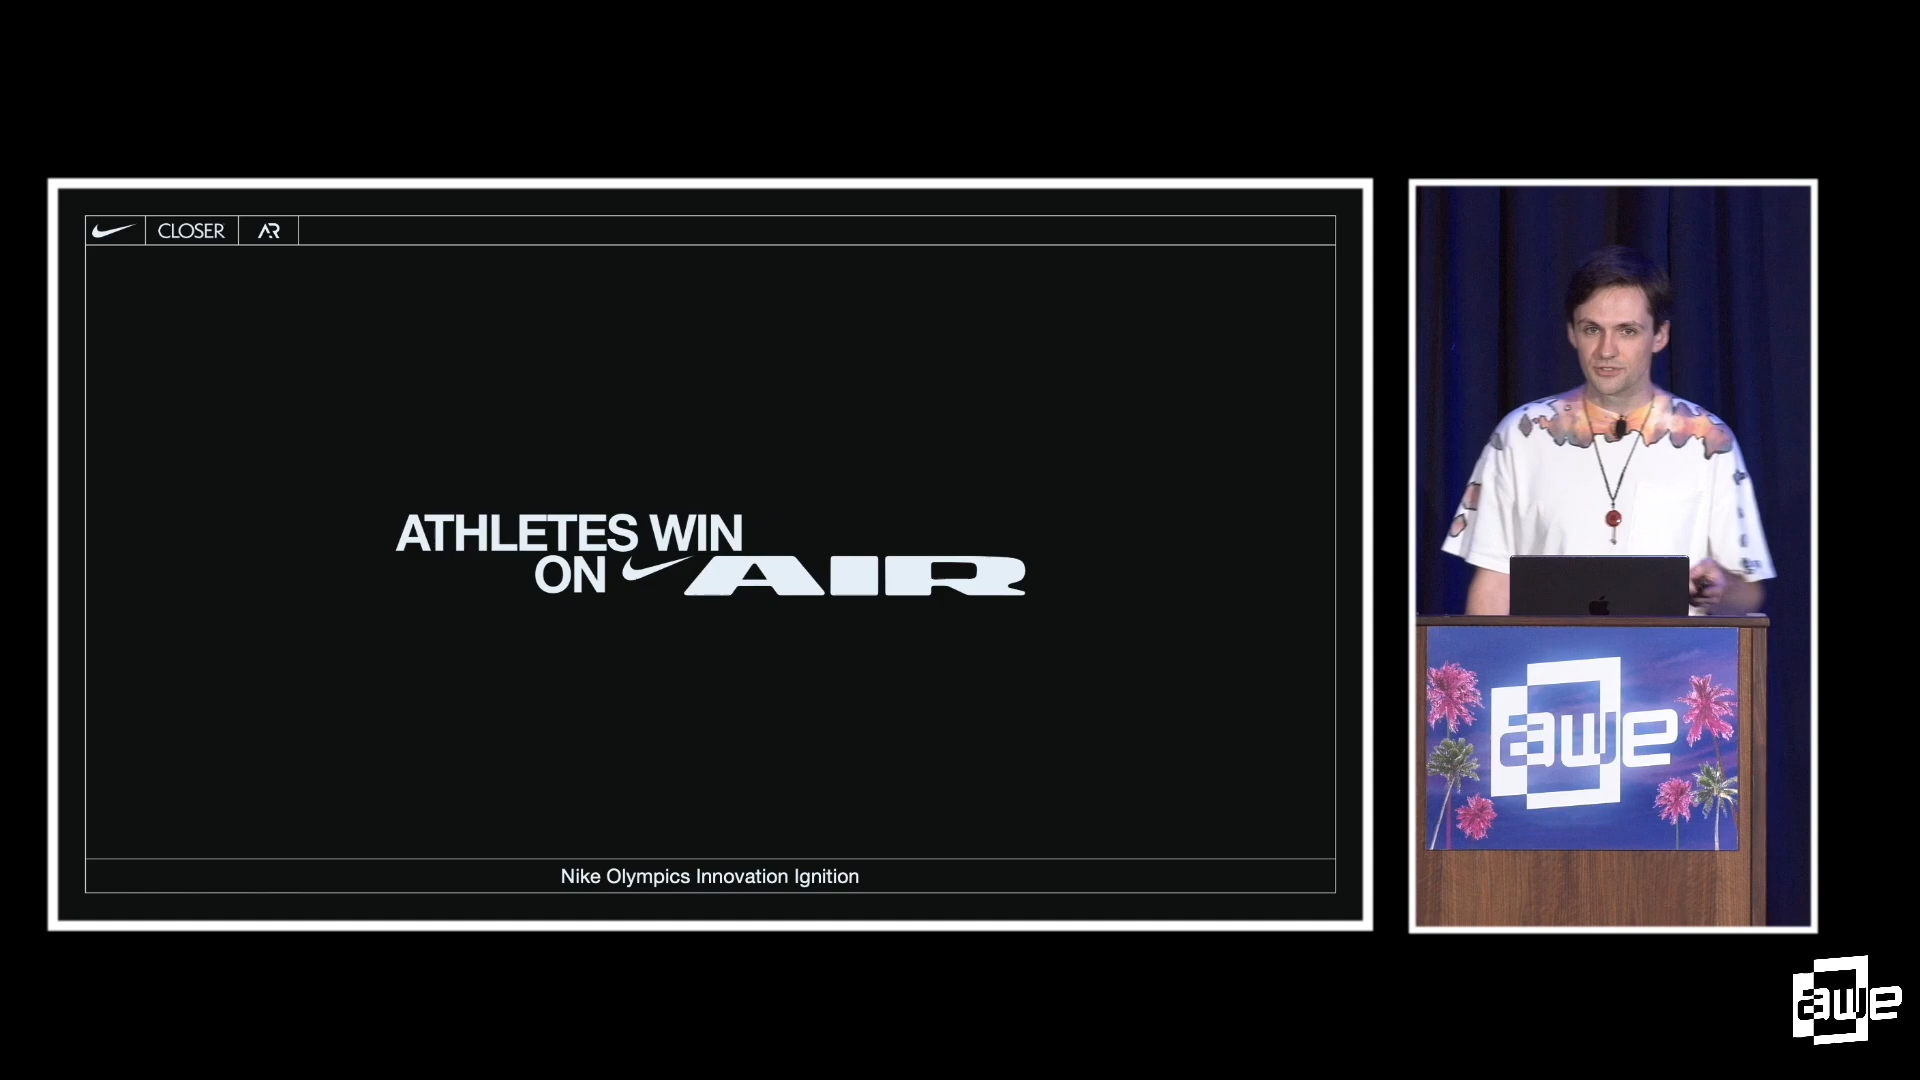 CLOSER
AR
ATHLETES WIN
ON AIR
Nike Olympics Innovation Ignition
awe
awe